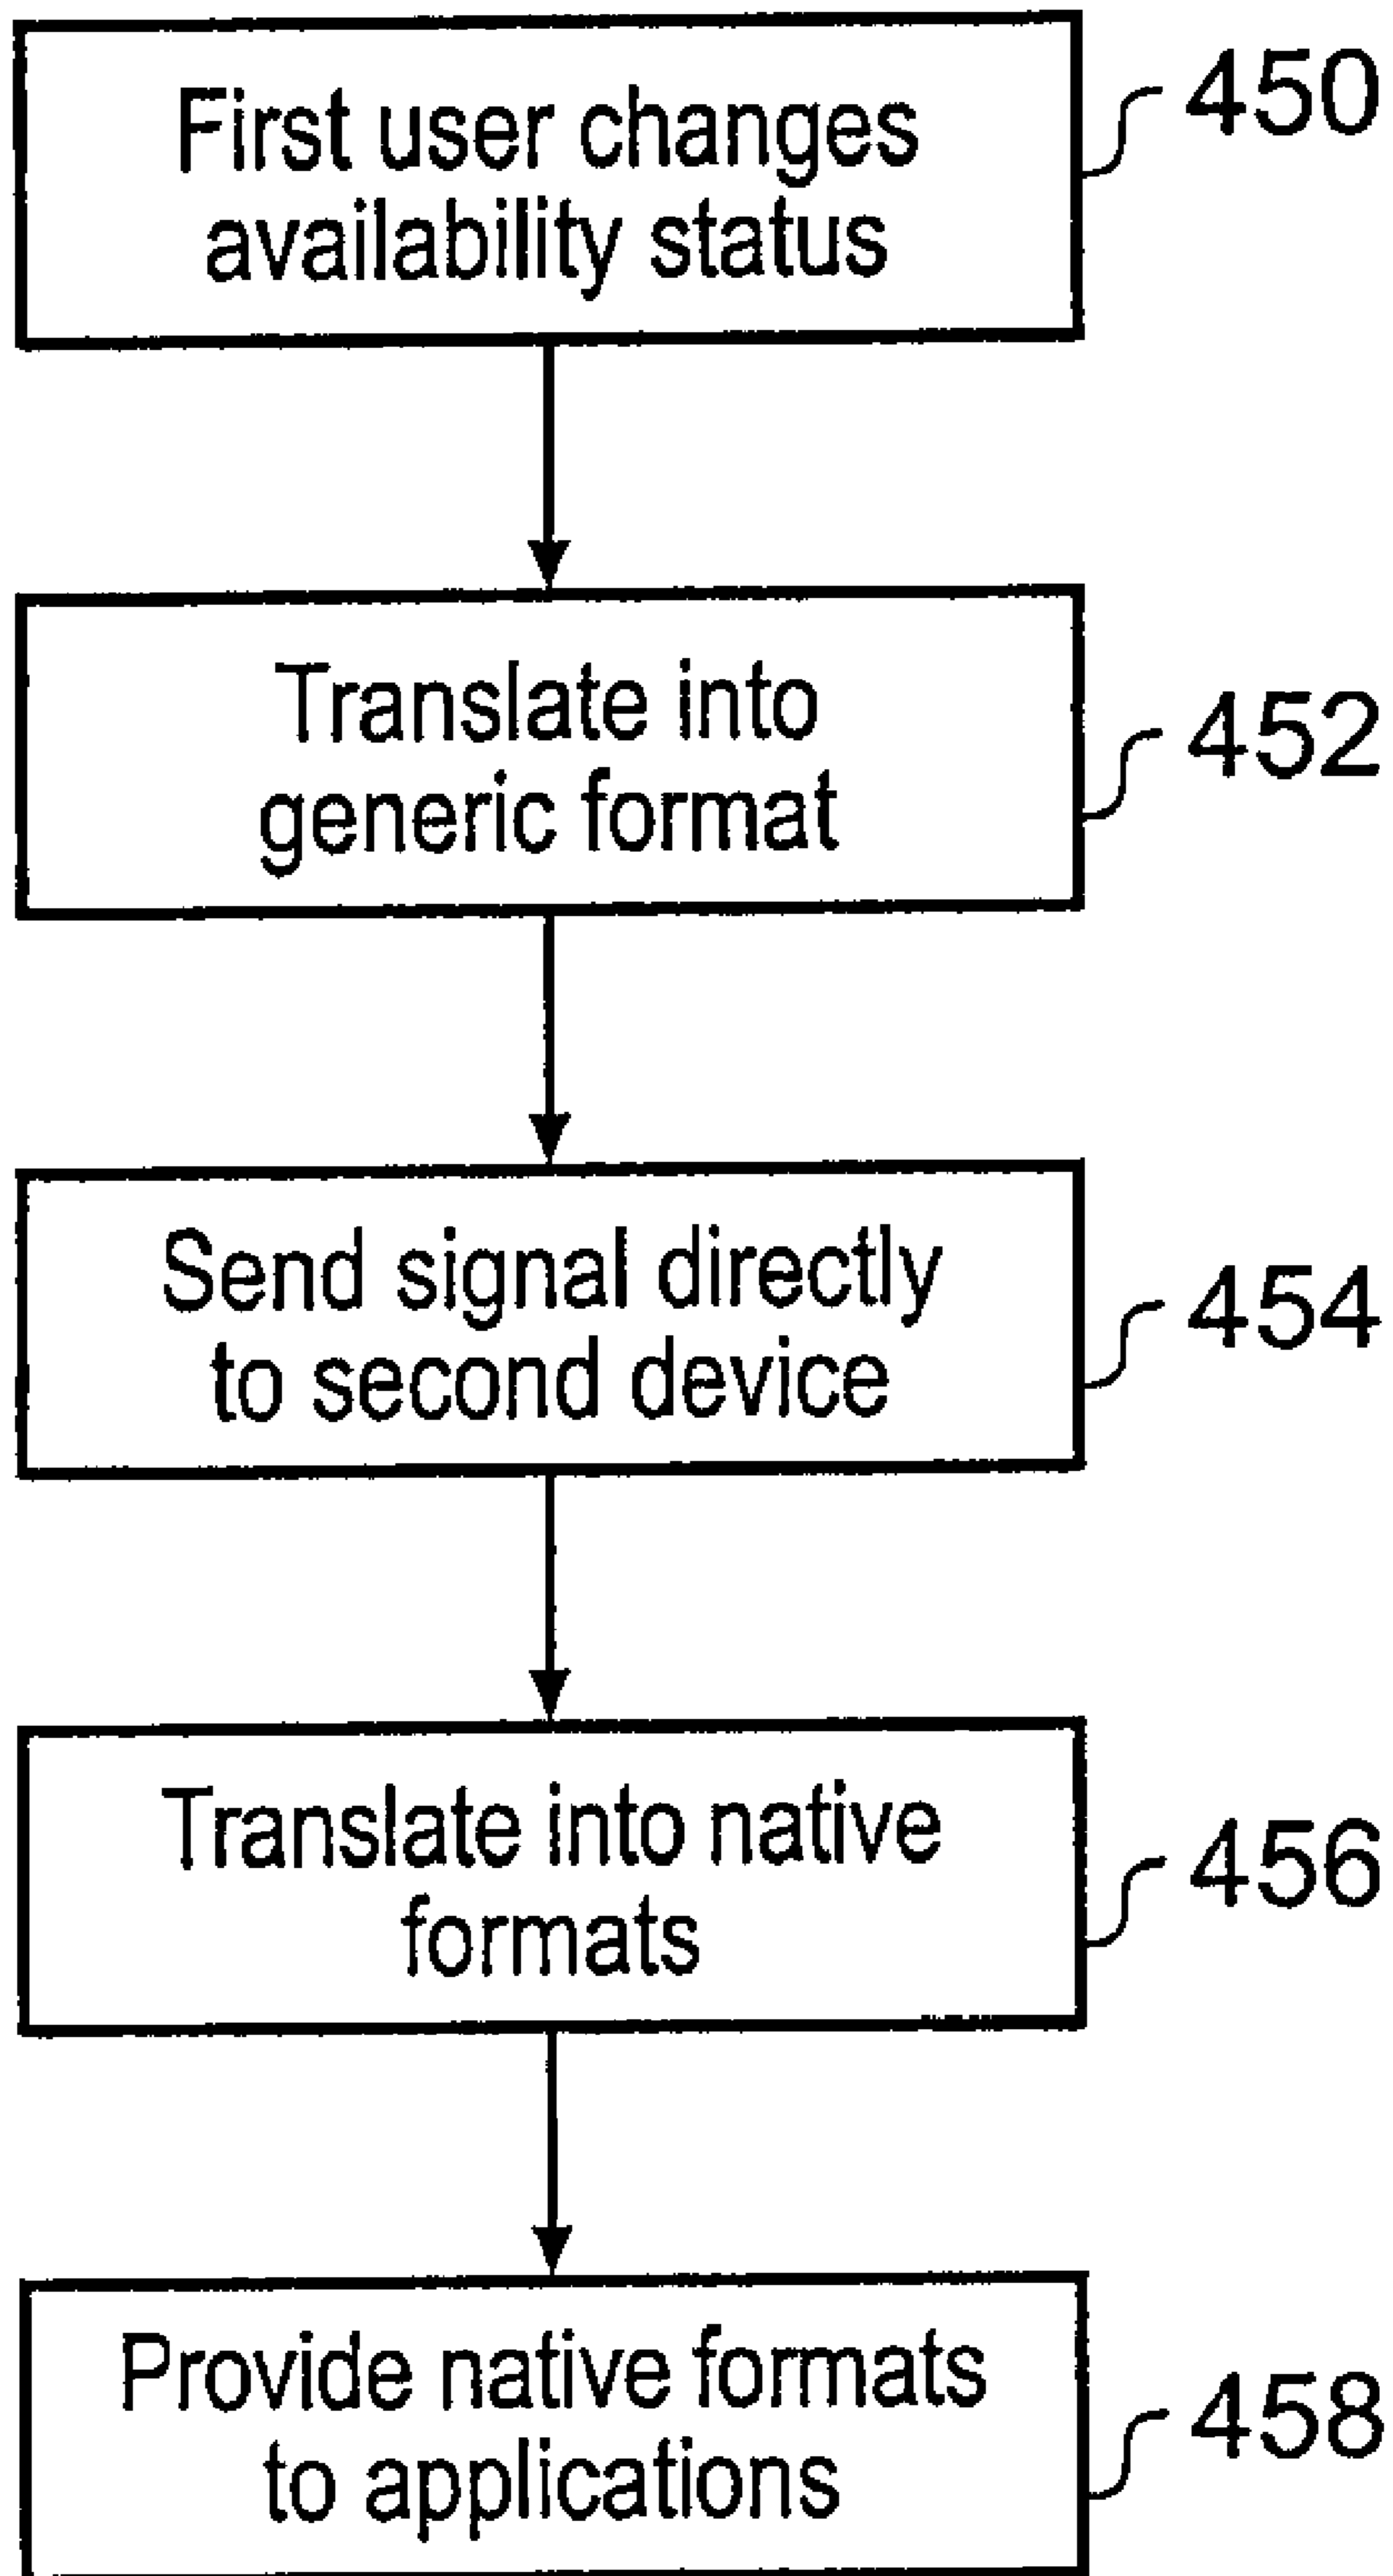 First user changes
availability status
450
Translate into
generic format
452
Send signal directly
to second device
454
Translate into native
formats
456
Provide native formats
to applications
458